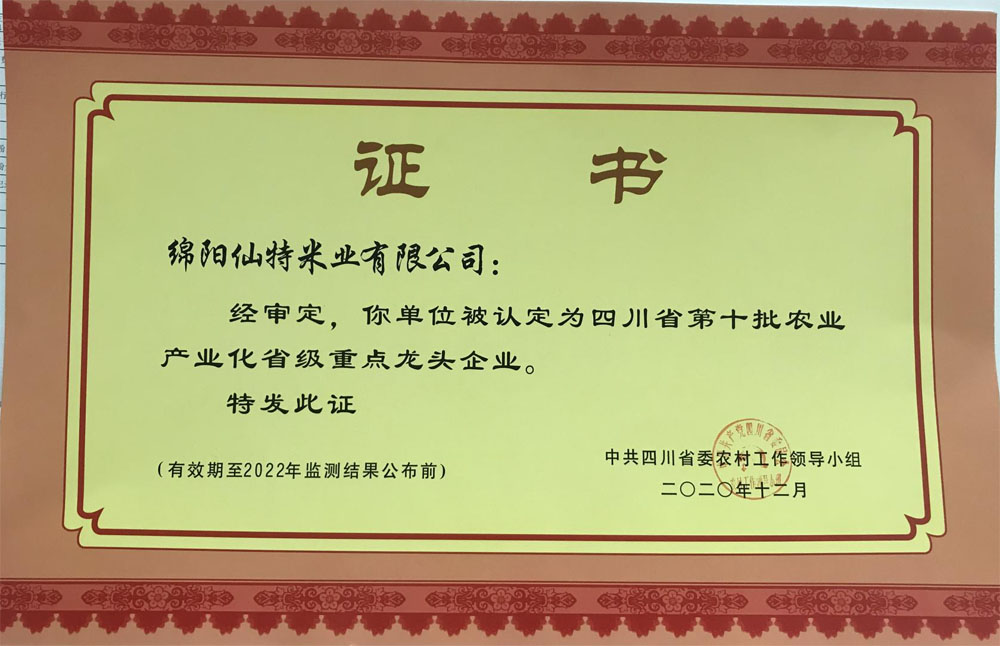 证 书
绵阳仙特米业有限公司：
经审定，你单位被认定为四川省第十批农业
产业化省级重点龙头企业。
特发此证
（有效期至2022年监测结果公布前）
中共四川省委农村工作领导小组
二〇二〇年十二月